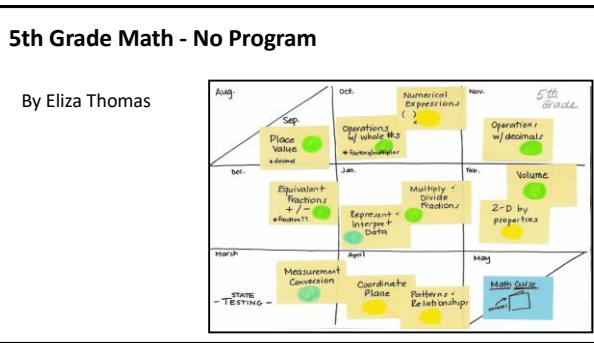 5th Grade Math - No Program
By Eliza Thomas
Aug.
Sep.
Place
Value
* decimal
Oct.
Numerical
Expressions
( )
Operations
w/ whole #s
* factors/multiples
Nov.
5th
Grade
Operations
w/ decimals
Dec.
Equivalent
Fractions
+ / -
* fraction ??
Jan.
Represent &
Interpret
Data
Multiply &
Divide
Fractions
Feb.
Volume
2-D by
properties
March
- STATE
TESTING -
Measurement
Conversion
April
Coordinate
Plane
Patterns &
Relationships
May
Math Curse